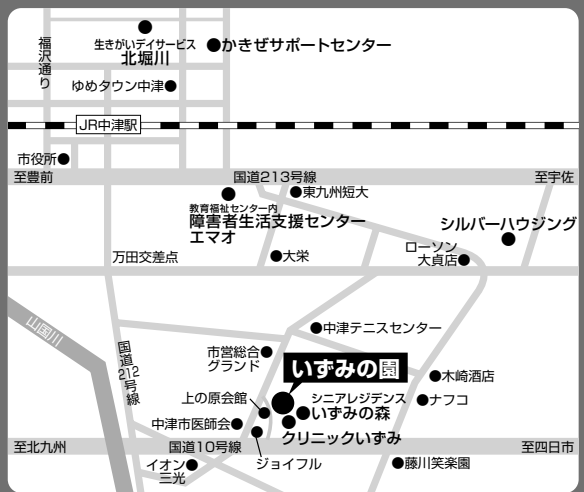 福沢通り
生きがいデイサービス
北堀川
かきぜサポートセンター
ゆめタウン中津
JR中津駅
市役所
至豊前
国道213号線
至宇佐
東九州短大
教育福祉センター内
障害者生活支援センター
エマオ
シルバーハウジング
大栄
ローソン
大貞店
万田交差点
山国川
国道212号線
中津テニスセンター
市営総合
グランド
いずみの園
木崎酒店
上の原会館
シニアレジデンス
いずみの森
ナフコ
中津市医師会
クリニックいずみ
至北九州
国道10号線
至四日市
イオン
三光
ジョイフル
藤川笑楽園